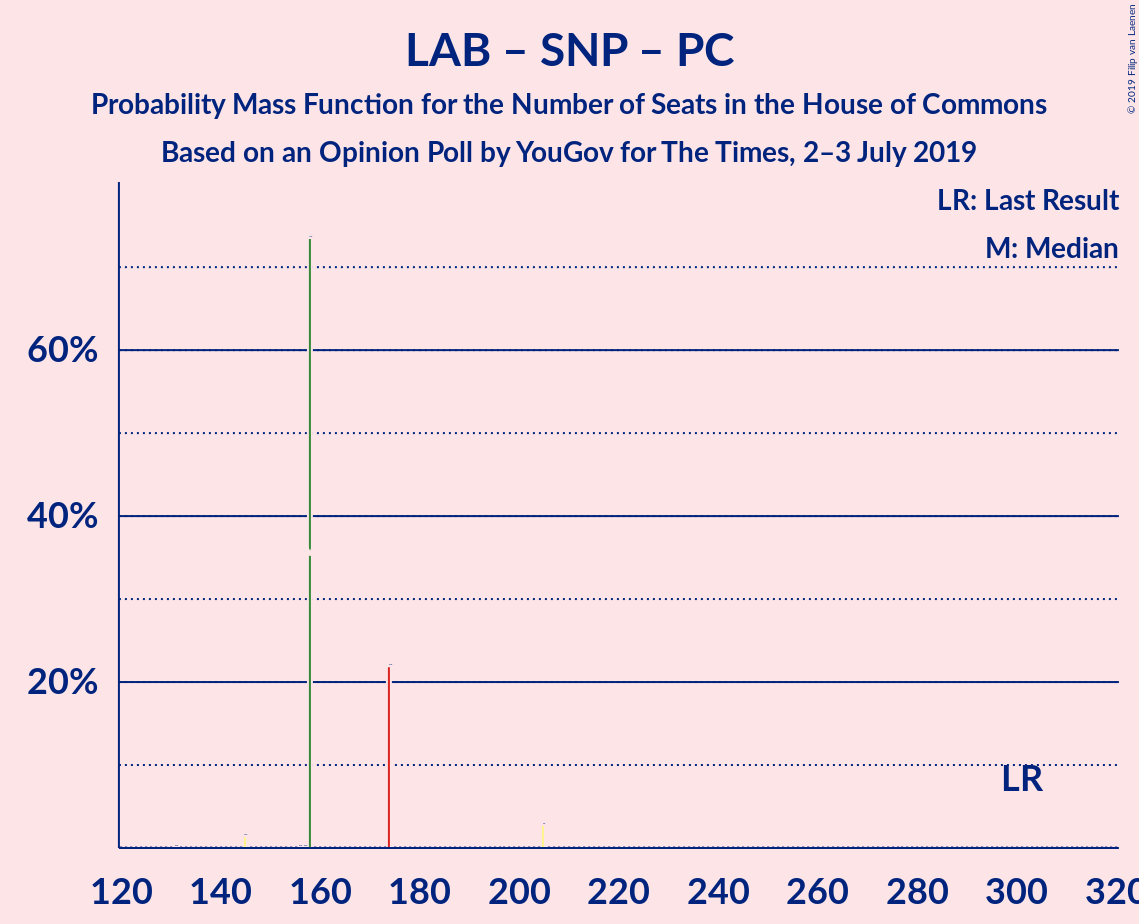 LAB – SNP – PC
Probability Mass Function for the Number of Seats in the House of Commons
Based on an Opinion Poll by YouGov for The Times, 2–3 July 2019
© 2019 Filip van Laenen
LR: Last Result
M: Median
60%
40%
20%
LR
120 140 160 180 200 220 240 260 280 300 320